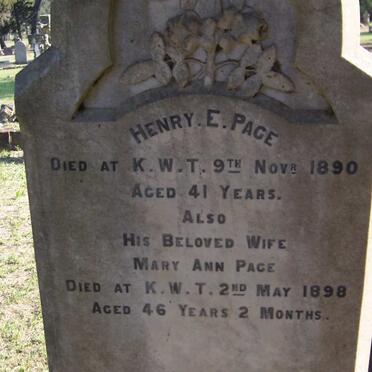 Henry. E. Page
Died at K.W.T. 9th Novr 1890
Aged 41 Years.
Also
His Beloved Wife
Mary Ann Page
Died at K.W.T. 2nd May 1898
Aged 46 Years 2 Months.